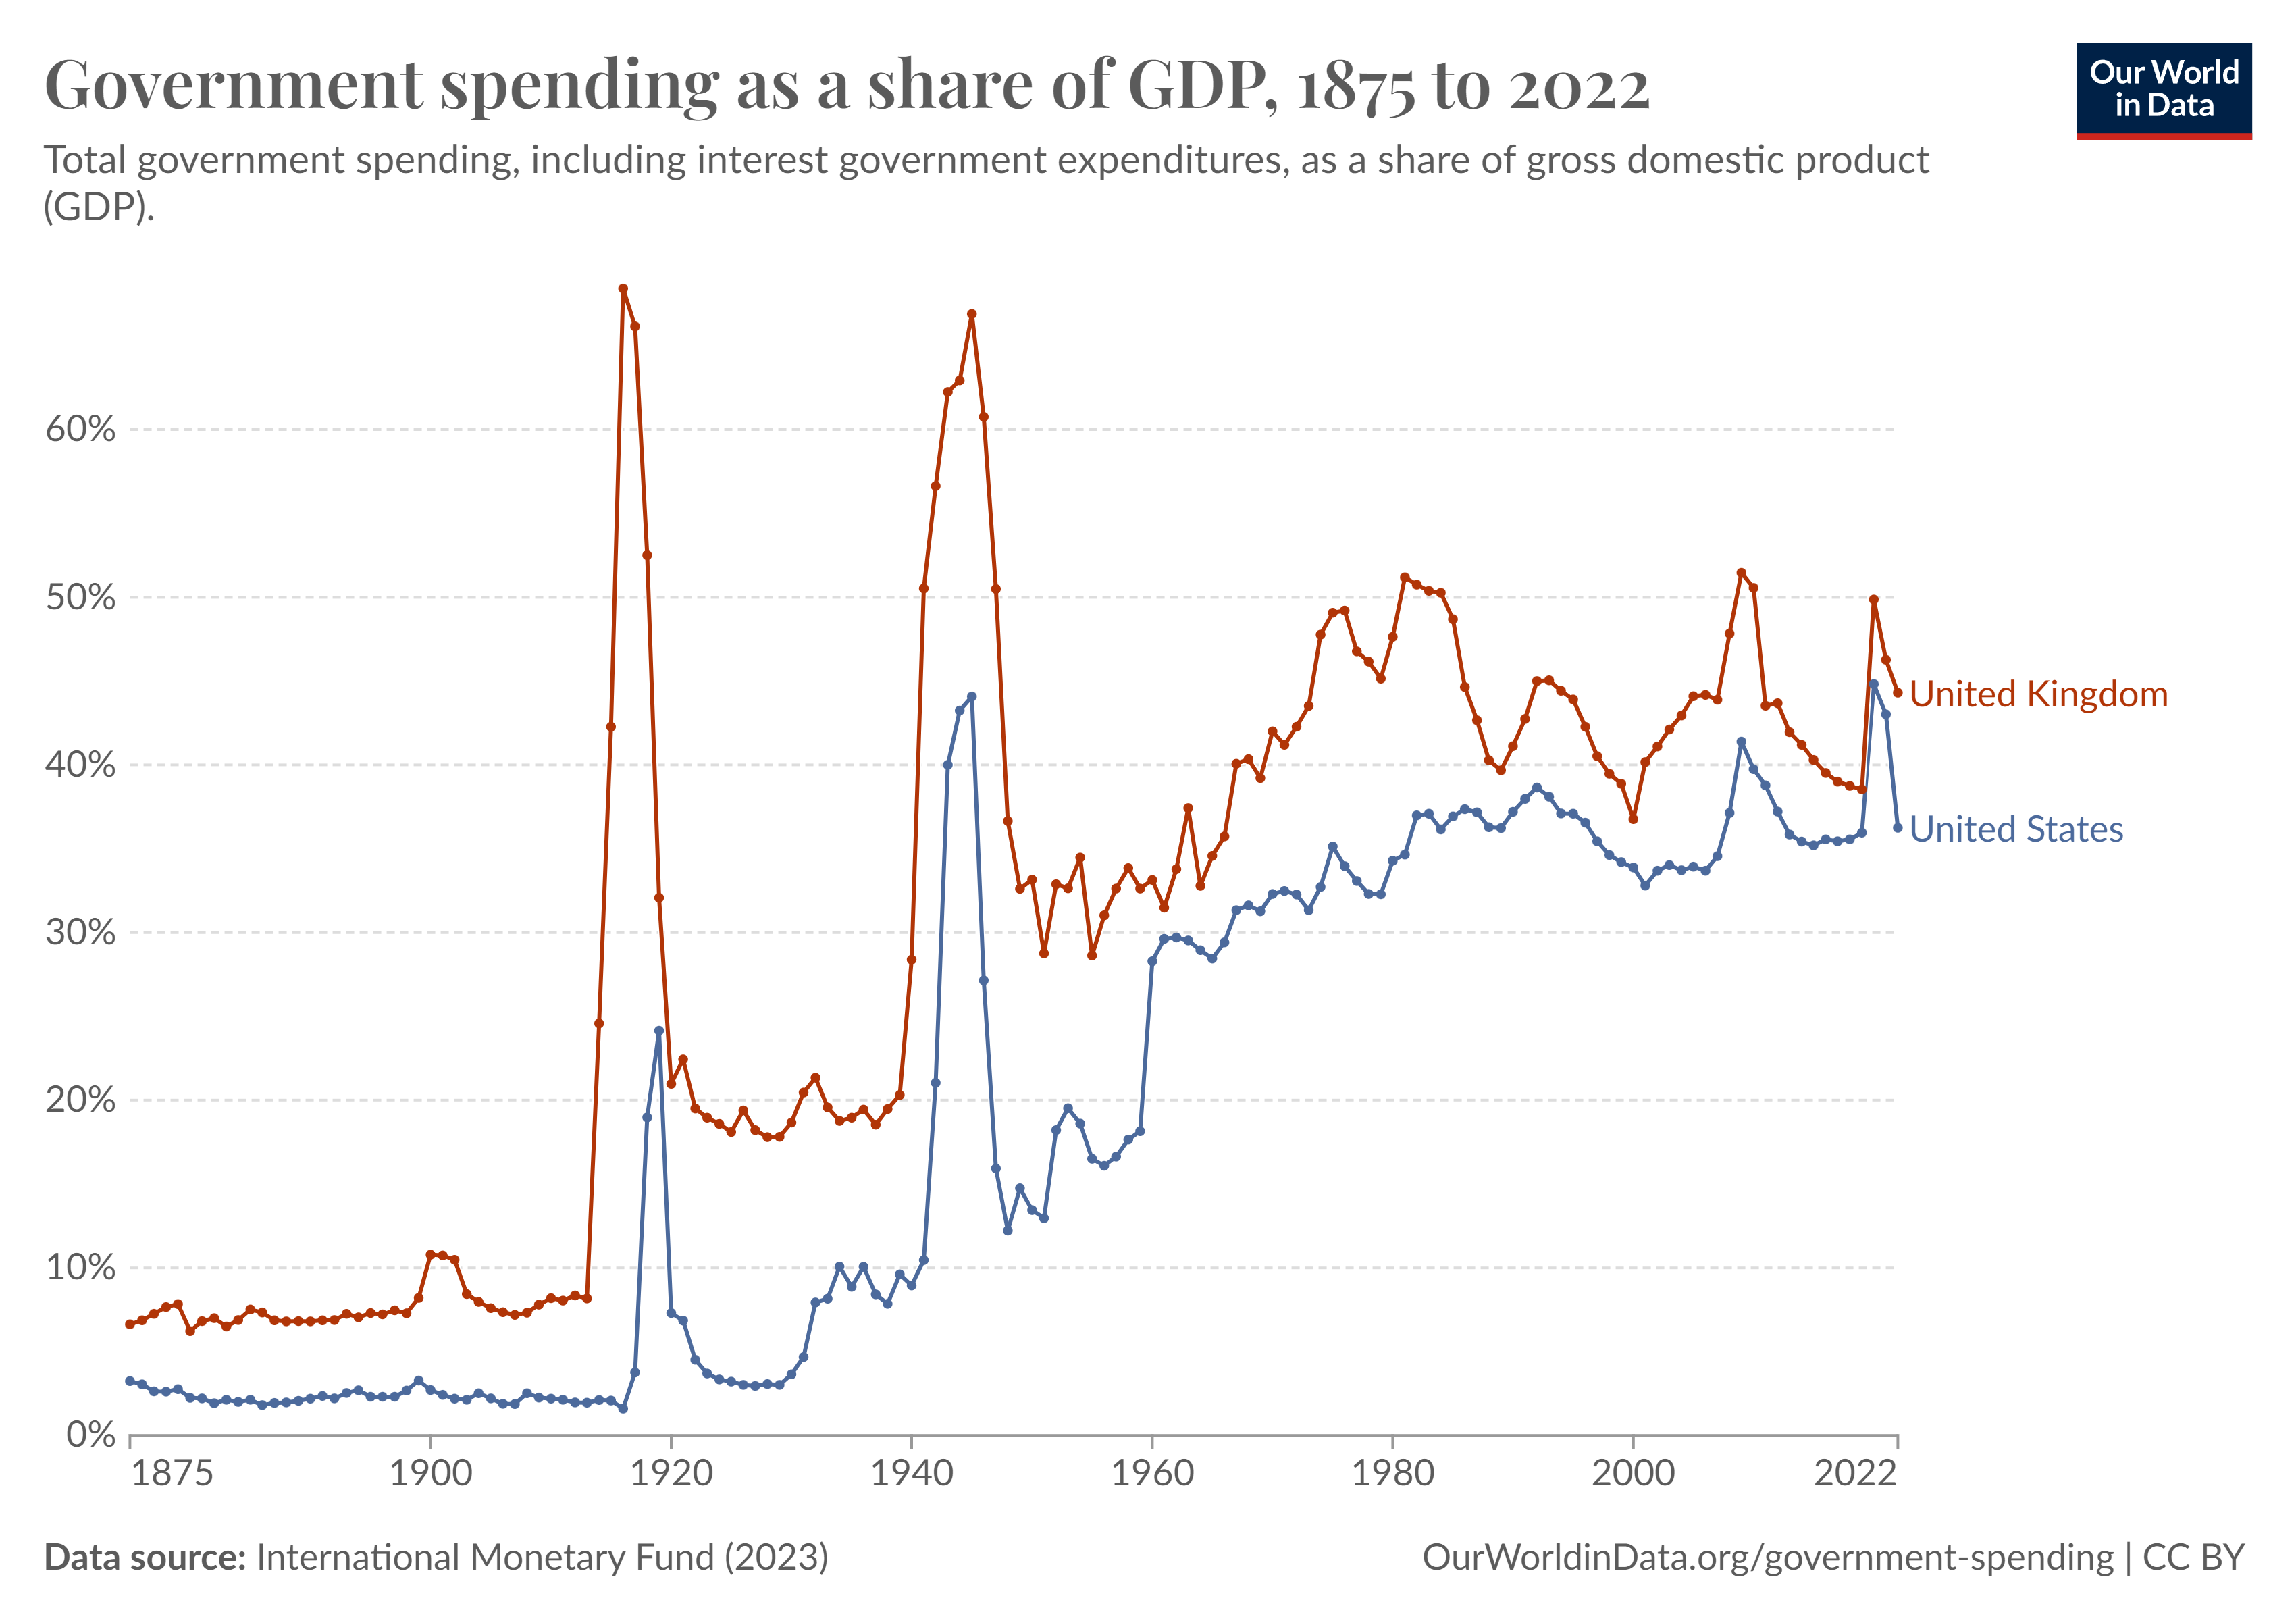 Government spending as a share of GDP, 1875 to 2022
Our World
in Data
Total government spending, including interest government expenditures, as a share of gross domestic product
(GDP).
60%
50%
40%
30%
20%
10%
0%
United Kingdom
United States
1875
1900
1920
1940
1960
1980
2000
2022
Data source: International Monetary Fund (2023)
OurWorldinData.org/government-spending | CC BY